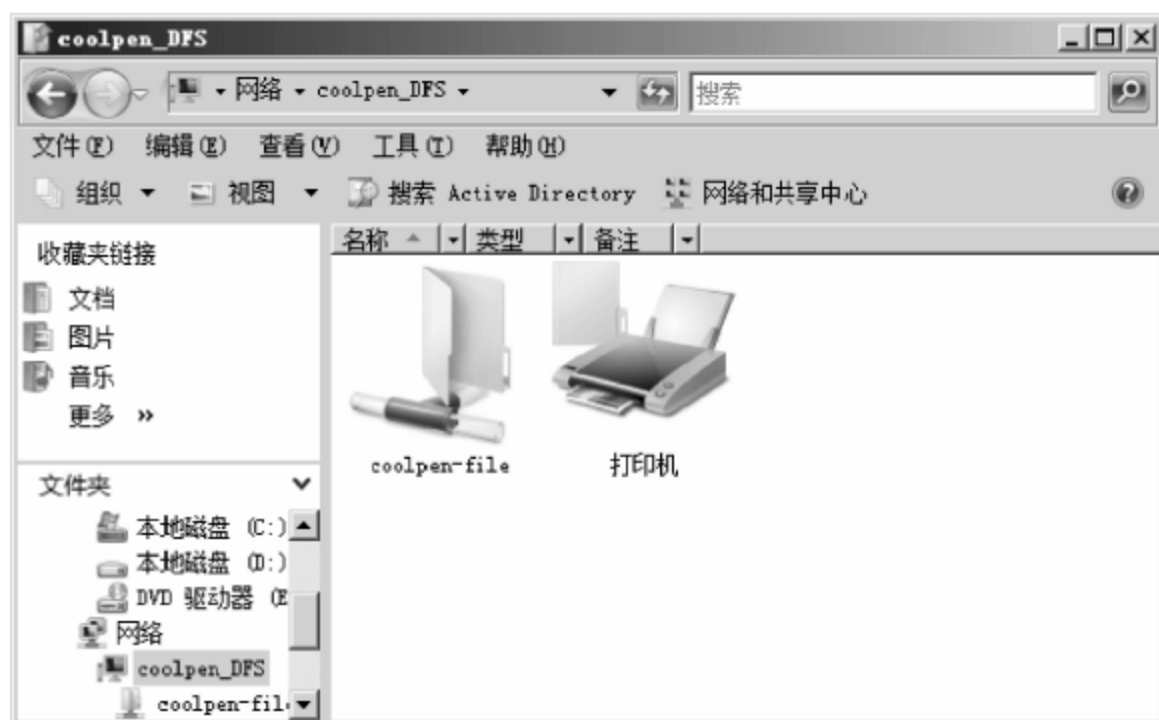 coolpen_DFS
网络 coolpen_DFS 搜索
文件(F) 编辑(E) 查看(V) 工具(T) 帮助(H)
组织 视图 搜索 Active Directory 网络和共享中心
收藏夹链接
文档
图片
音乐
更多 »
文件夹
本地磁盘 (C:)
本地磁盘 (D:)
DVD 驱动器 (E
网络
coolpen_DFS
coolpen-fil
名称 类型 备注
coolpen-file 打印机